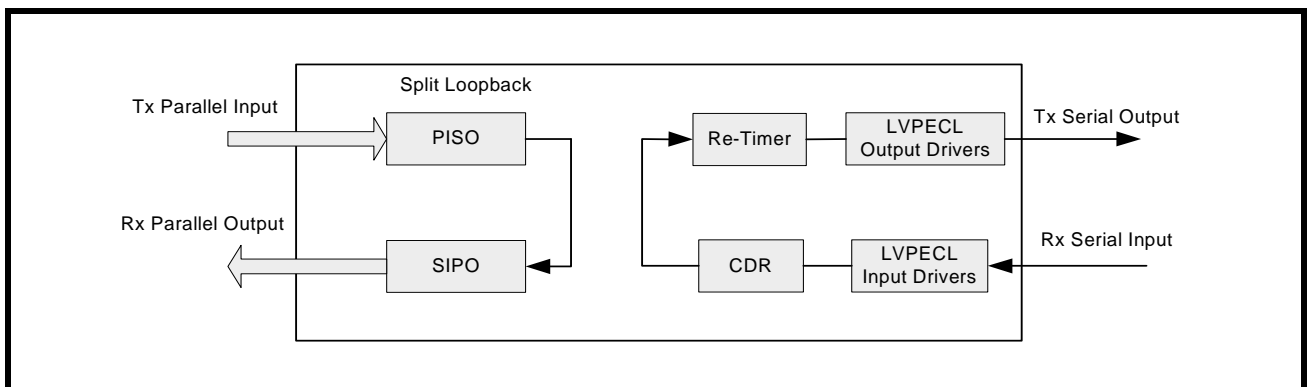 Split Loopback
Tx Parallel Input
PISO
Re-Timer
LVPECL
Output Drivers
Tx Serial Output
Rx Parallel Output
SIPO
CDR
LVPECL
Input Drivers
Rx Serial Input